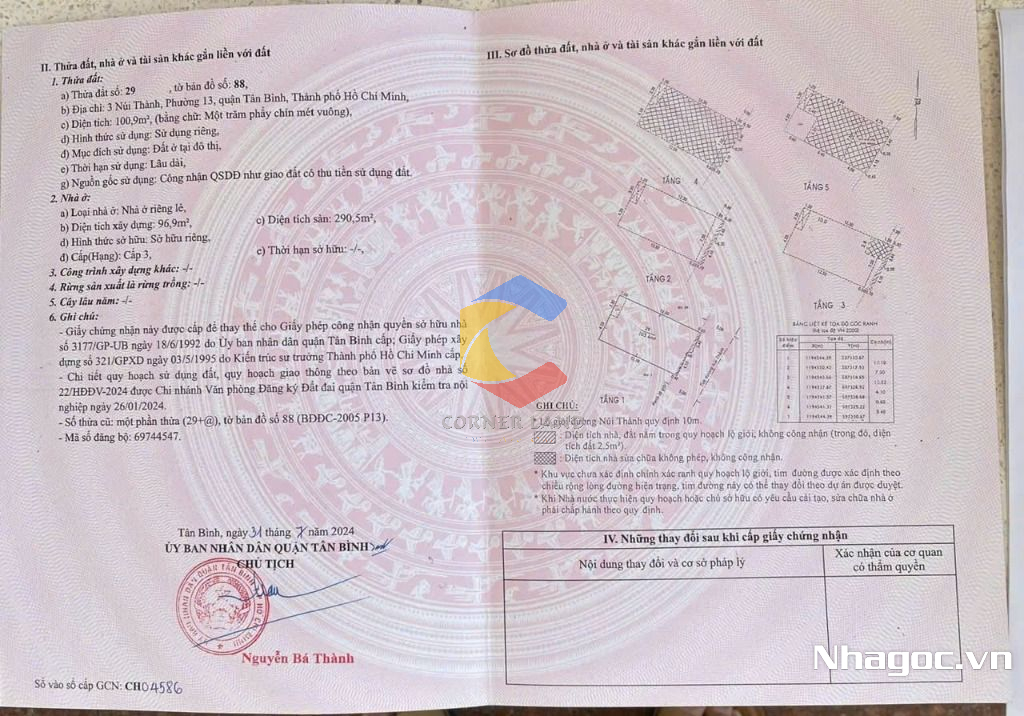 II. Thửa đất, nhà ở và tài sản khác gắn liền với đất
1. Thửa đất:
a) Thửa đất số: 29 , tờ bản đồ số: 88,
b) Địa chỉ: 3 Núi Thành, Phường 13, quận Tân Bình, Thành phố Hồ Chí Minh,
c) Diện tích: 100,9m², (bằng chữ: Một trăm phẩy chín mét vuông),
d) Hình thức sử dụng: Sử dụng riêng,
đ) Mục đích sử dụng: Đất ở tại đô thị,
e) Thời hạn sử dụng: Lâu dài,
g) Nguồn gốc sử dụng: Công nhận QSDĐ như giao đất có thu tiền sử dụng đất.
2. Nhà ở:
a) Loại nhà ở: Nhà ở riêng lẻ,
b) Diện tích xây dựng: 96,9m², c) Diện tích sàn: 290,5m²,
d) Hình thức sở hữu: Sở hữu riêng,
đ) Cấp(Hạng): Cấp 3, e) Thời hạn sở hữu: -/-,
3. Công trình xây dựng khác: -/-
4. Rừng sản xuất là rừng trồng: -/-
5. Cây lâu năm: -/-
6. Ghi chú:
- Giấy chứng nhận này được cấp để thay thế cho Giấy phép công nhận quyền sở hữu nhà
số 3177/GP-UB ngày 18/6/1992 do Ủy ban nhân dân quận Tân Bình cấp; Giấy phép xây
dựng số 321/GPXD ngày 03/5/1995 do Kiến trúc sư trưởng Thành phố Hồ Chí Minh cấp.
- Chi tiết quy hoạch sử dụng đất, quy hoạch giao thông theo bản vẽ sơ đồ nhà số
22/HĐĐV-2024 được Chi nhánh Văn phòng Đăng ký Đất đai quận Tân Bình kiểm tra nội
nghiệp ngày 26/01/2024.
- Số thửa cũ: một phần thửa (29+@), tờ bản đồ số 88 (BĐĐC-2005 P13).
- Mã số đăng bộ: 69744547.
Tân Bình, ngày 31 tháng 7 năm 2024
ỦY BAN NHÂN DÂN QUẬN TÂN BÌNH
CHỦ TỊCH
Nguyễn Bá Thành
Số vào sổ cấp GCN: CH04586
III. Sơ đồ thửa đất, nhà ở và tài sản khác gắn liền với đất
TẦNG 4
TẦNG 5
TẦNG 2
TẦNG 3
TẦNG 1
BẢNG LIỆT KÊ TỌA ĐỘ GÓC RANH
CORNER LAND
GHI CHÚ:
* Lộ giới đường Núi Thành quy định 10m.
: Diện tích nhà, đất nằm trong quy hoạch lộ giới, không công nhận (trong đó, diện
tích đất 2.5m²).
: Diện tích nhà sửa chữa không phép, không công nhận.
* Khu vực chưa xác định chính xác ranh quy hoạch lộ giới, tim đường được xác định theo
chiều rộng lòng đường hiện trạng, tim đường này có thể thay đổi theo dự án được duyệt.
* Khi Nhà nước thực hiện quy hoạch hoặc chủ sở hữu có yêu cầu cải tạo, sửa chữa nhà ở
phải chấp hành theo quy định.
IV. Những thay đổi sau khi cấp giấy chứng nhận
Nội dung thay đổi và cơ sở pháp lý
Xác nhận của cơ quan
có thẩm quyền
Nhagoc.vn